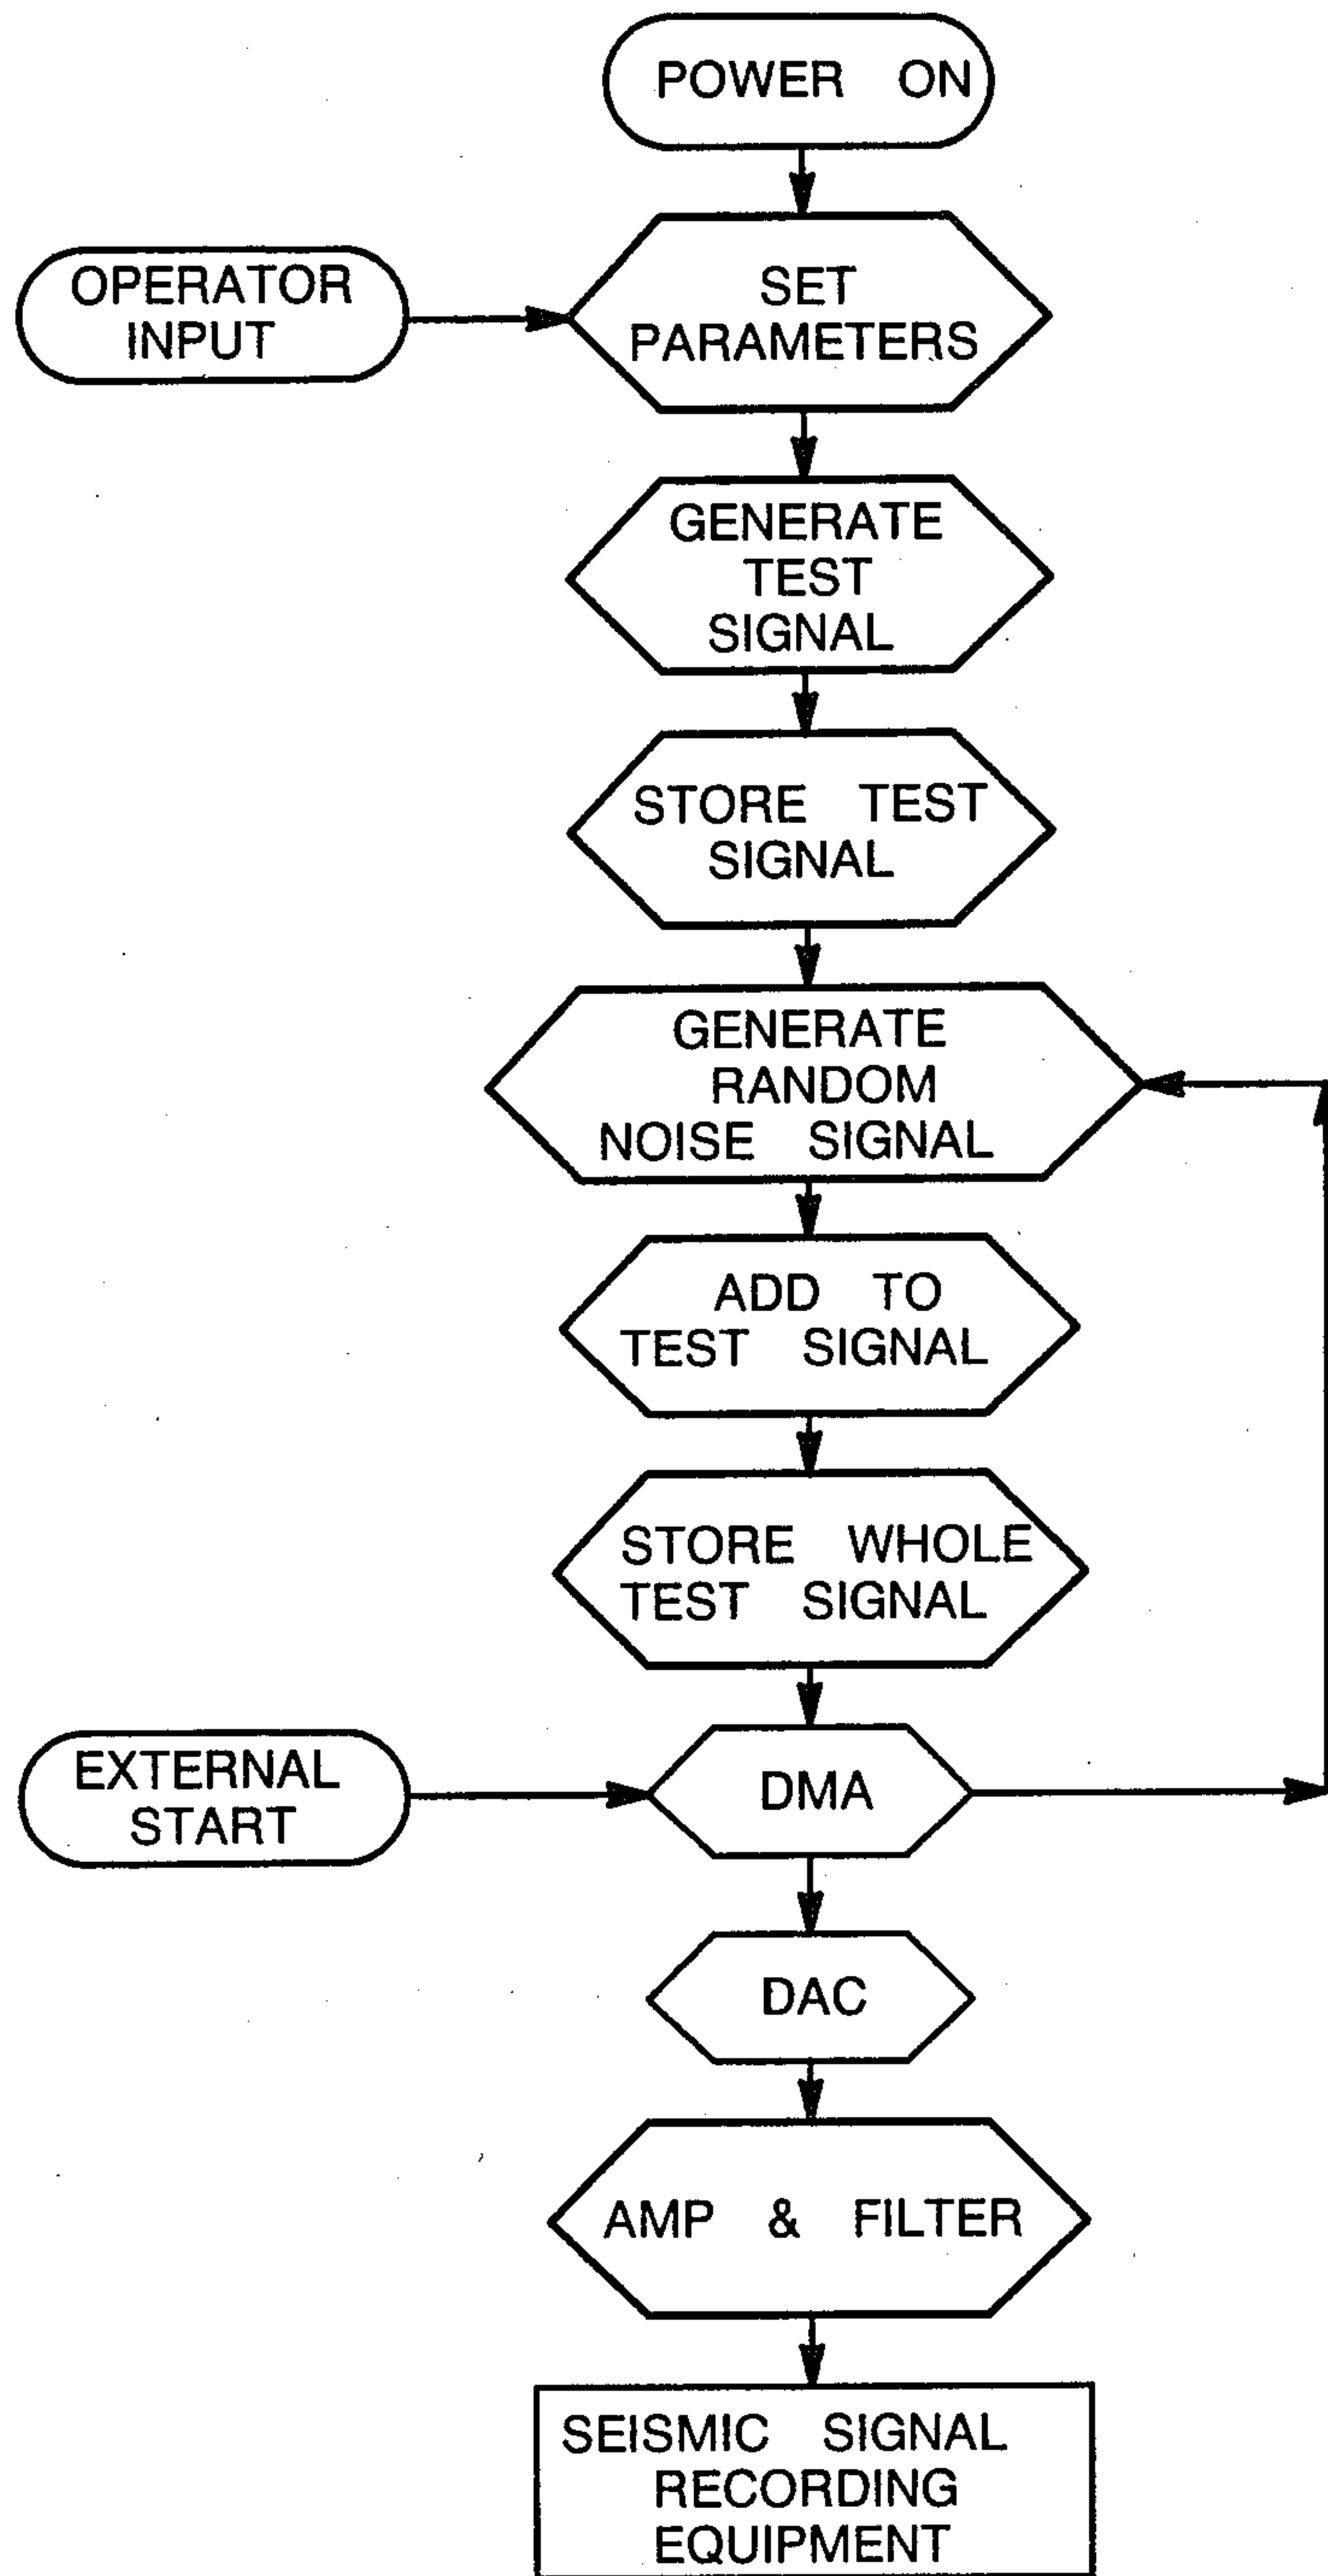 POWER ON
OPERATOR
INPUT
SET
PARAMETERS
GENERATE
TEST
SIGNAL
STORE TEST
SIGNAL
GENERATE
RANDOM
NOISE SIGNAL
ADD TO
TEST SIGNAL
STORE WHOLE
TEST SIGNAL
EXTERNAL
START
DMA
DAC
AMP & FILTER
SEISMIC SIGNAL
RECORDING
EQUIPMENT